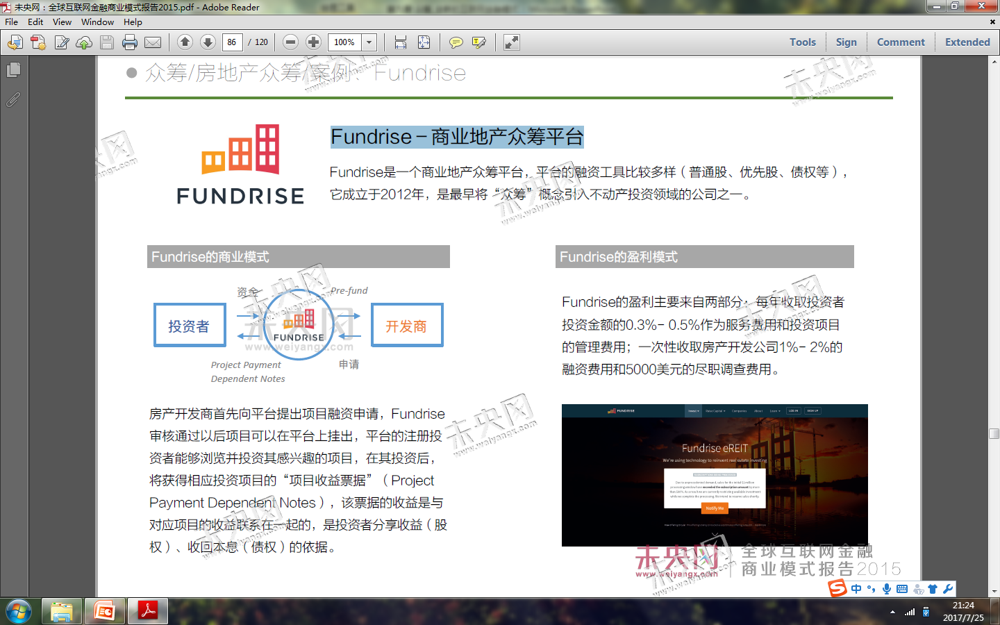 未央网：全球互联网金融商业模式报告2015.pdf - Adobe Reader
File Edit View Window Help
86 / 120 100% Tools Sign Comment Extended
众筹/房地产众筹/案例、Fundrise
Fundrise－商业地产众筹平台
FUNDRISE
Fundrise是一个商业地产众筹平台，平台的融资工具比较多样（普通股、优先股、债权等），
它成立于2012年，是最早将“众筹”概念引入不动产投资领域的公司之一。
Fundrise的商业模式
资金
Pre-fund
投资者
FUNDRISE
开发商
Project Payment
Dependent Notes
申请
房产开发商首先向平台提出项目融资申请，Fundrise
审核通过以后项目可以在平台上挂出，平台的注册投
资者能够浏览并投资其感兴趣的项目，在其投资后，
将获得相应投资项目的“项目收益票据”（Project
Payment Dependent Notes），该票据的收益是与
对应项目的收益联系在一起的，是投资者分享收益（股
权）、收回本息（债权）的依据。
Fundrise的盈利模式
Fundrise的盈利主要来自两部分：每年收取投资者
投资金额的0.3%- 0.5%作为服务费用和投资项目
的管理费用；一次性收取房产开发公司1%- 2%的
融资费用和5000美元的尽职调查费用。
FUNDRISE Invest Raise Capital Companies About Learn LOG IN SIGN UP
Fundrise eREIT
We're using technology to reinvent real estate investing
Notify Me
未央网
www.weiyangx.com
全球互联网金融
商业模式报告2015
中
21:24
2017/7/25